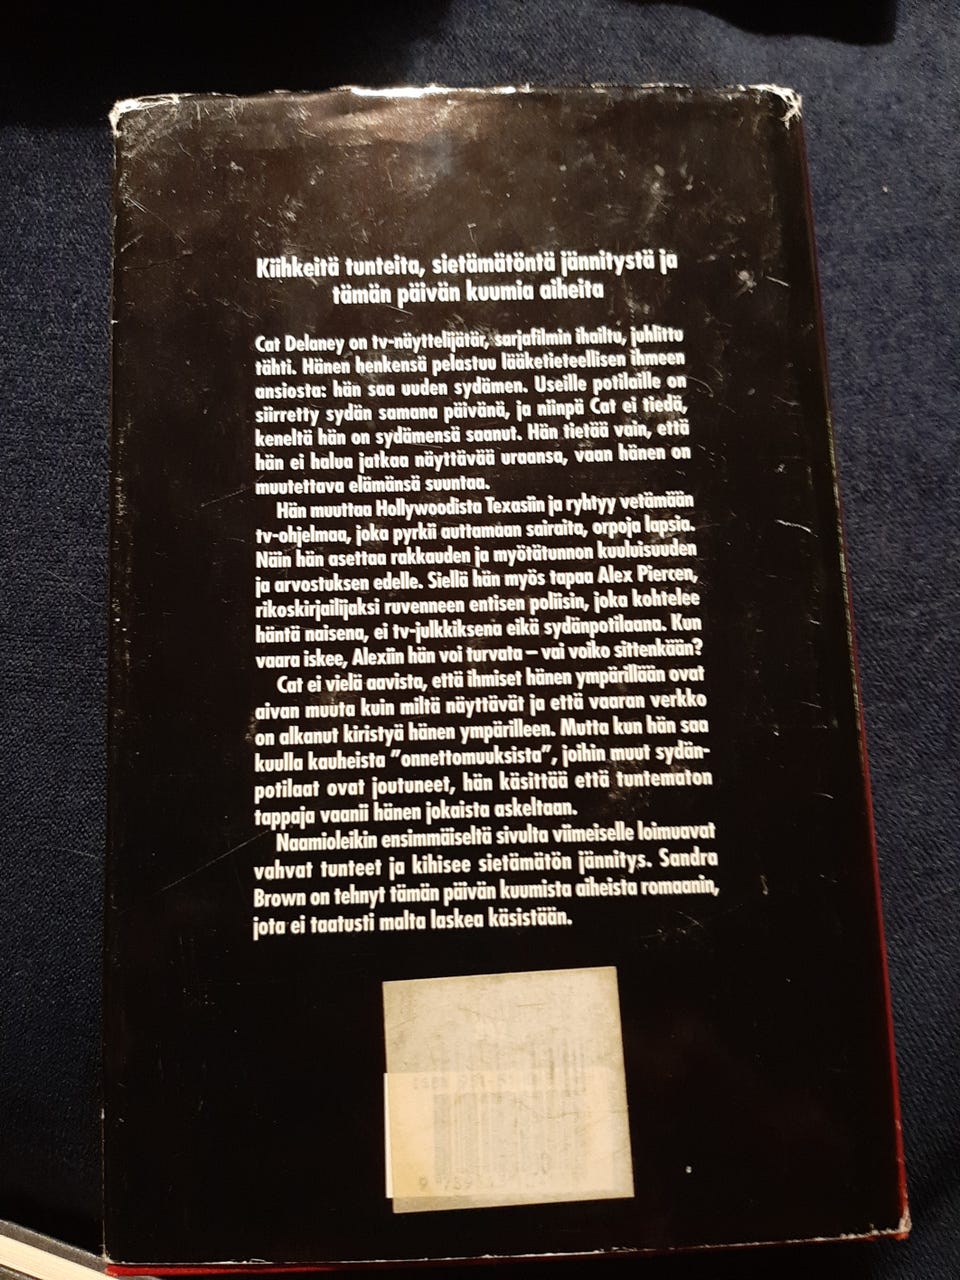 Kiihkeitä tunteita, sietämätöntä jännitystä ja
tämän päivän kuumia aiheita
Cat Delaney on tv-näyttelijätär, sarjafilmin ihailtu, juhlittu
tähti. Hänen henkensä pelastuu lääketieteellisen ihmeen
ansiosta: hän saa uuden sydämen. Useille potilaille on
siirretty sydän samana päivänä, ja niinpä Cat ei tiedä,
keneltä hän on sydämensä saanut. Hän tietää vain, että
hän ei halua jatkaa näyttävää uraansa, vaan hänen on
muutettava elämänsä suuntaa.
Hän muuttaa Hollywoodista Texasiin ja ryhtyy vetämään
tv-ohjelmaa, joka pyrkii auttamaan sairaita, orpoja lapsia.
Näin hän asettaa rakkauden ja myötätunnon kuuluisuuden
ja arvostuksen edelle. Siellä hän myös tapaa Alex Piercen,
rikoskirjailijaksi ruvenneen entisen poliisin, joka kohtelee
häntä naisena, ei tv-julkkiksena eikä sydänpotilaana. Kun
vaara iskee, Alexiin hän voi turvata – vai voiko sittenkään?
Cat ei vielä aavista, että ihmiset hänen ympärillään ovat
aivan muuta kuin miltä näyttävät ja että vaaran verkko
on alkanut kiristyä hänen ympärilleen. Mutta kun hän saa
kuulla kauheista ”onnettomuuksista”, joihin muut sydän-
potilaat ovat joutuneet, hän käsittää että tuntematon
tappaja vaanii hänen jokaista askeltaan.
Naamioleikin ensimmäiseltä sivulta viimeiselle loimuavat
vahvat tunteet ja kihisee sietämätön jännitys. Sandra
Brown on tehnyt tämän päivän kuumista aiheista romaanin,
jota ei taatusti malta laskea käsistään.